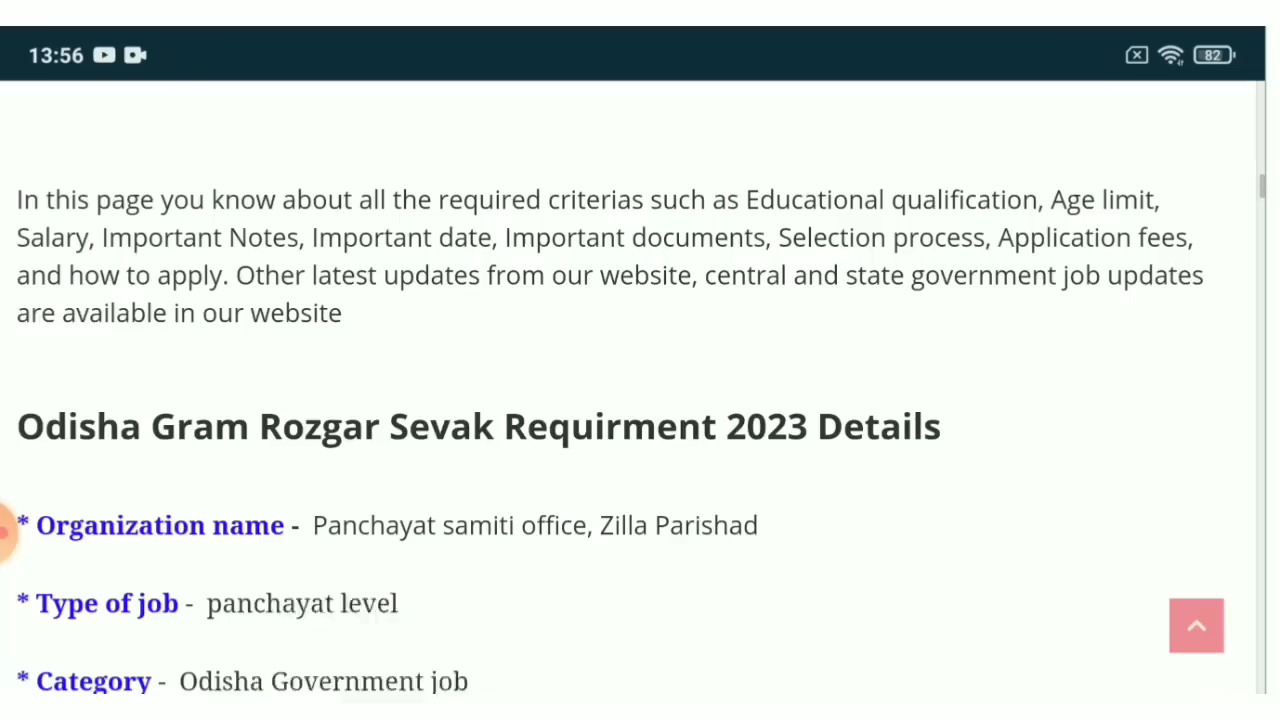 13:56
82
In this page you know about all the required criterias such as Educational qualification, Age limit,
Salary, Important Notes, Important date, Important documents, Selection process, Application fees,
and how to apply. Other latest updates from our website, central and state government job updates
are available in our website
Odisha Gram Rozgar Sevak Requirment 2023 Details
* Organization name - Panchayat samiti office, Zilla Parishad
* Type of job - panchayat level
* Category - Odisha Government job